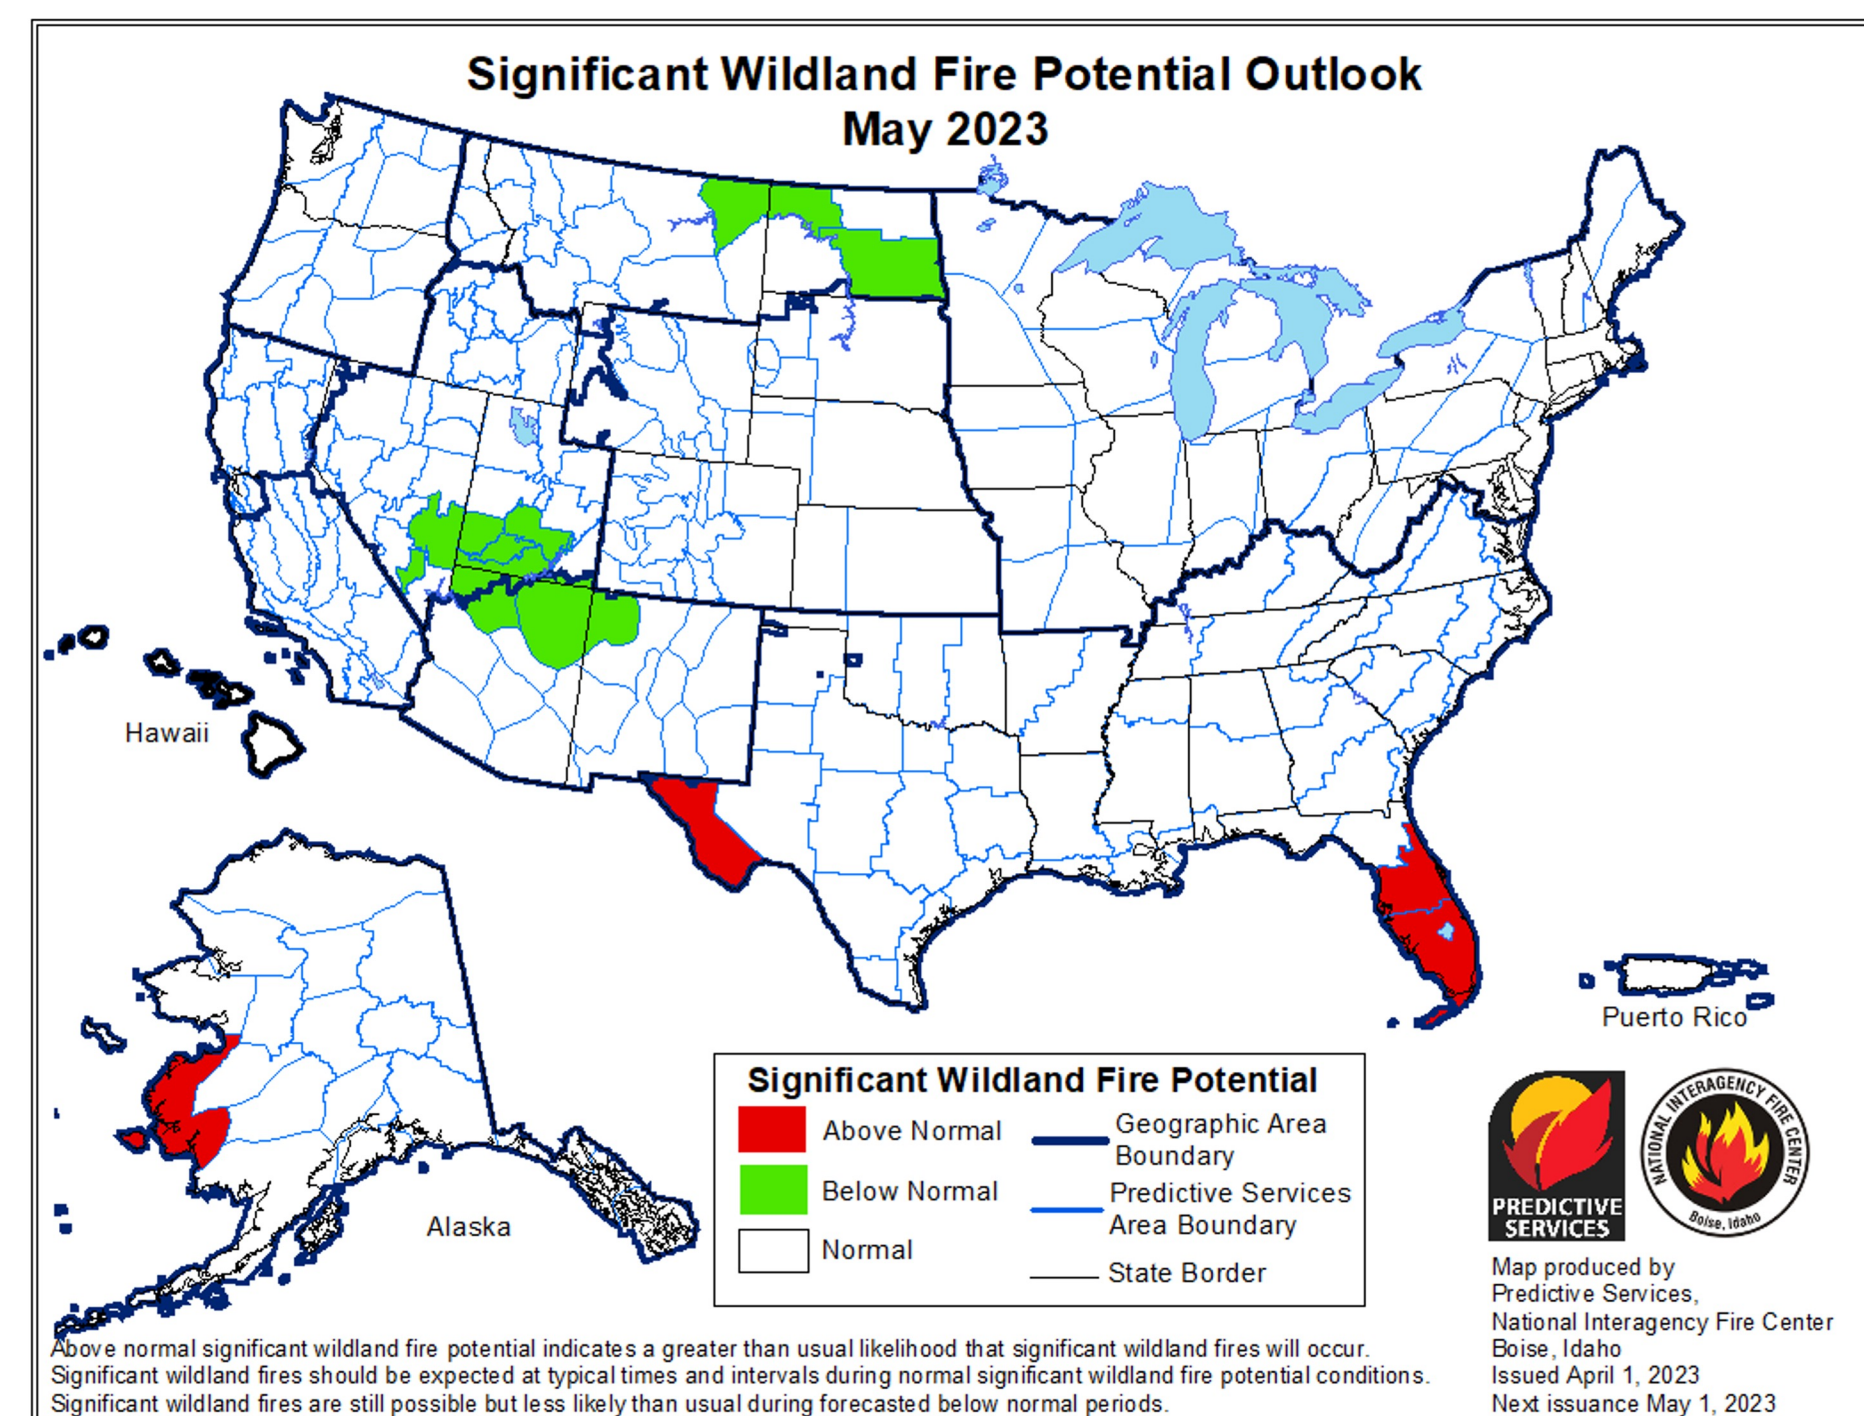 Significant Wildland Fire Potential Outlook
May 2023
Hawaii
Alaska
Puerto Rico
Significant Wildland Fire Potential
Above Normal
Below Normal
Normal
Geographic Area
Boundary
Predictive Services
Area Boundary
State Border
PREDICTIVE
SERVICES
NATIONAL INTERAGENCY FIRE CENTER
Boise, Idaho
Map produced by
Predictive Services,
National Interagency Fire Center
Boise, Idaho
Issued April 1, 2023
Next issuance May 1, 2023
Above normal significant wildland fire potential indicates a greater than usual likelihood that significant wildland fires will occur.
Significant wildland fires should be expected at typical times and intervals during normal significant wildland fire potential conditions.
Significant wildland fires are still possible but less likely than usual during forecasted below normal periods.